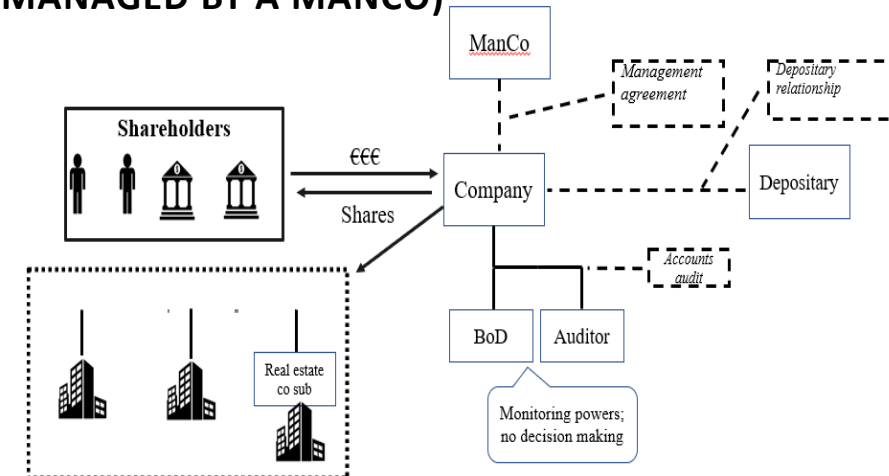 MANAGED BY A MANCO)
ManCo
Management
agreement
Depositary
relationship
Shareholders
€€€
Shares
Company
Depositary
Accounts
audit
BoD
Auditor
Real estate
co sub
Monitoring powers;
no decision making